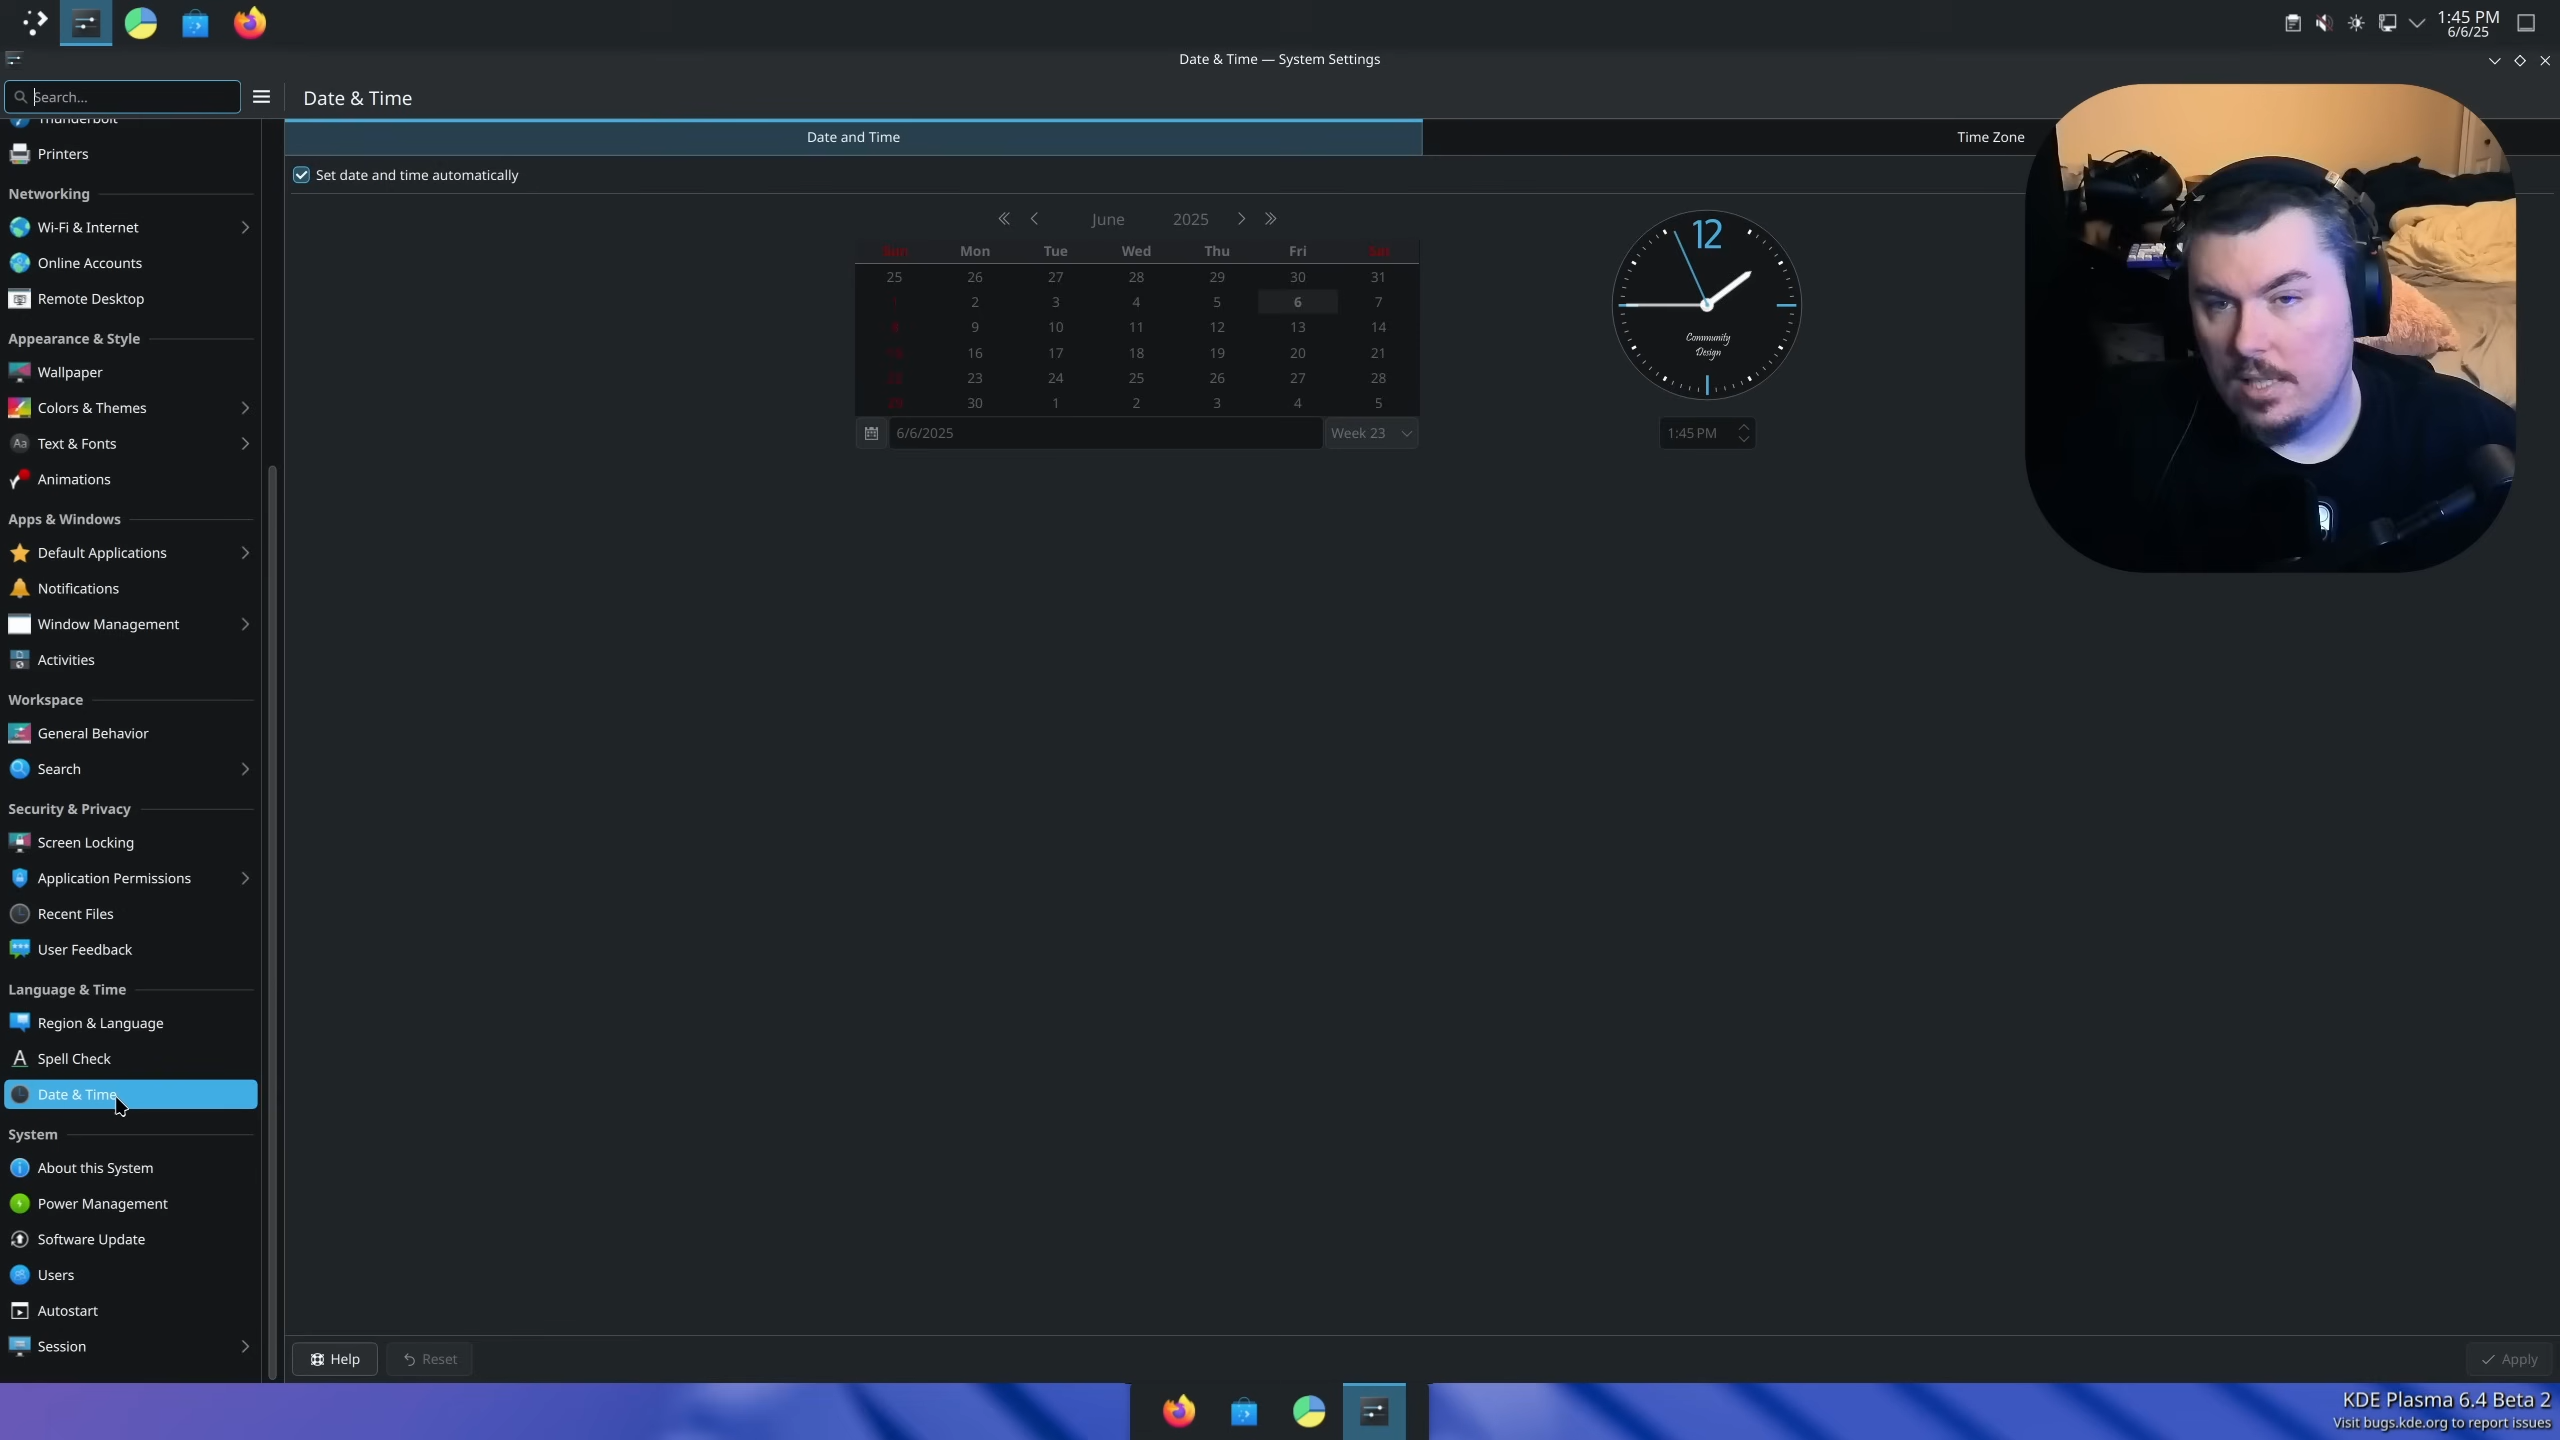 1:45 PM
6/6/25
Date & Time — System Settings
Search...
Date & Time
Thunderbolt
Printers
Networking
Wi-Fi & Internet
Online Accounts
Remote Desktop
Appearance & Style
Wallpaper
Colors & Themes
Text & Fonts
Animations
Apps & Windows
Default Applications
Notifications
Window Management
Activities
Workspace
General Behavior
Search
Security & Privacy
Screen Locking
Application Permissions
Recent Files
User Feedback
Language & Time
Region & Language
Spell Check
Date & Time
System
About this System
Power Management
Software Update
Users
Autostart
Session
Date and Time
Time Zone
Set date and time automatically
June 2025
Sun Mon Tue Wed Thu Fri Sat
25 26 27 28 29 30 31
1 2 3 4 5 6 7
8 9 10 11 12 13 14
15 16 17 18 19 20 21
22 23 24 25 26 27 28
29 30 1 2 3 4 5
6/6/2025 Week 23
12
Community
Design
1:45 PM
Help Reset Apply
KDE Plasma 6.4 Beta 2
Visit bugs.kde.org to report issues